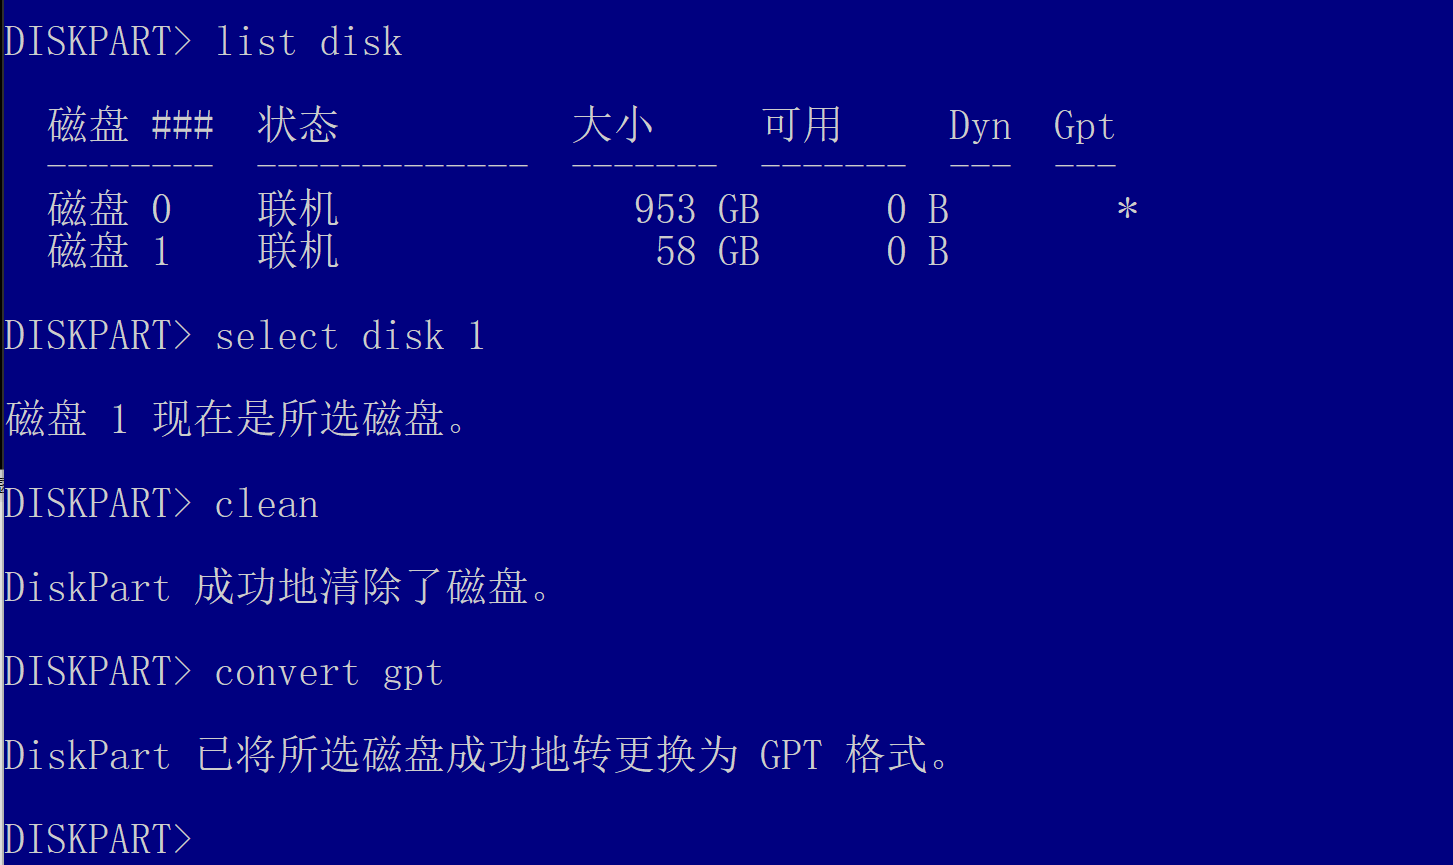 DISKPART> list disk
磁盘 ### 状态 大小 可用 Dyn Gpt
-------- ------------- ------- ------- --- ---
磁盘 0 联机 953 GB 0 B *
磁盘 1 联机 58 GB 0 B
DISKPART> select disk 1
磁盘 1 现在是所选磁盘。
DISKPART> clean
DiskPart 成功地清除了磁盘。
DISKPART> convert gpt
DiskPart 已将所选磁盘成功地转更换为 GPT 格式。
DISKPART>